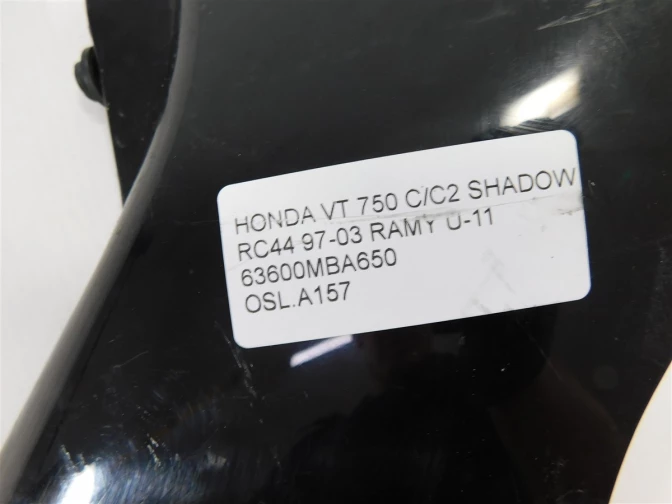 HONDA VT 750 C/C2 SHADOW
RC44 97-03 RAMY U-11
63600MBA650
OSL.A157